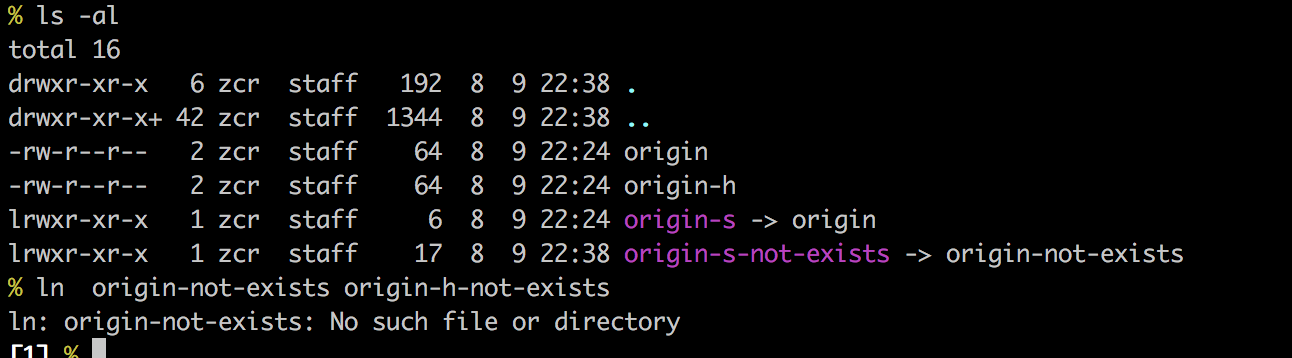 % ls -al
total 16
drwxr-xr-x   6 zcr  staff   192  8  9 22:38 .
drwxr-xr-x+ 42 zcr  staff  1344  8  9 22:38 ..
-rw-r--r--   2 zcr  staff    64  8  9 22:24 origin
-rw-r--r--   2 zcr  staff    64  8  9 22:24 origin-h
lrwxr-xr-x   1 zcr  staff     6  8  9 22:24 origin-s -> origin
lrwxr-xr-x   1 zcr  staff    17  8  9 22:38 origin-s-not-exists -> origin-not-exists
% ln  origin-not-exists origin-h-not-exists
ln: origin-not-exists: No such file or directory
[1] %